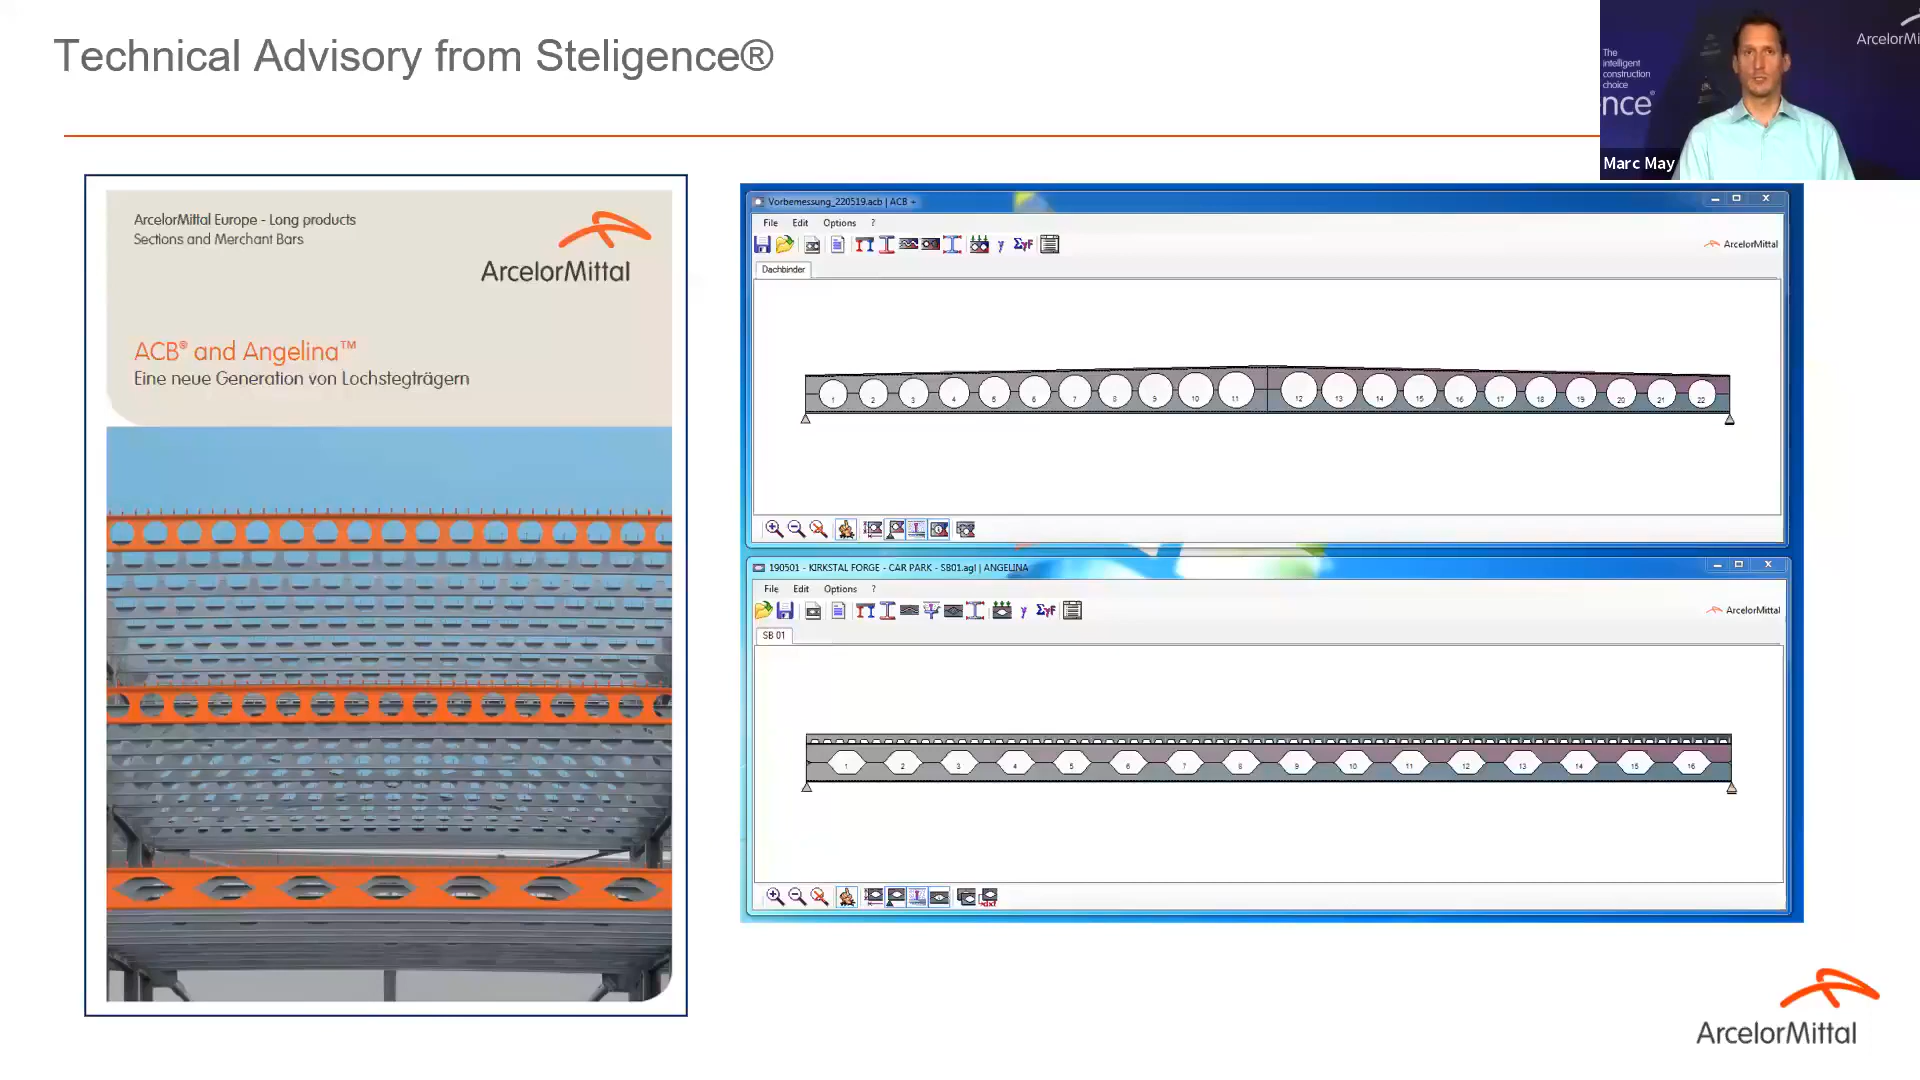 Technical Advisory from Steligence®
The
intelligent
construction
choice
nce®
ArcelorMi
Marc May
ArcelorMittal Europe - Long products
Sections and Merchant Bars
ArcelorMittal
ACB® and Angelina™
Eine neue Generation von Lochstegträgern
Vorbemessung_220519.acb | ACB +
File Edit Options ?
γ ΣγF
ArcelorMittal
Dachbinder
1 2 3 4 5 6 7 8 9 10 11 12 13 14 15 16 17 18 19 20 21 22
190501 - KIRKSTAL FORGE - CAR PARK - SB01.agl | ANGELINA
File Edit Options ?
γ ΣγF
ArcelorMittal
SB 01
1 2 3 4 5 6 7 8 9 10 11 12 13 14 15 16
ArcelorMittal